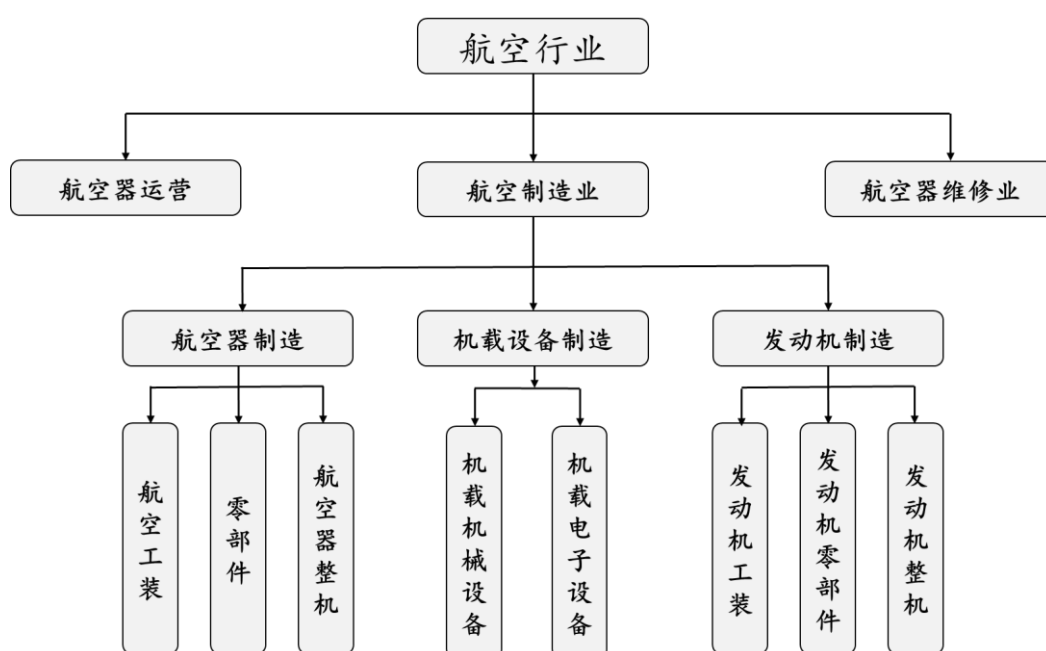 航空行业
航空器运营
航空制造业
航空器维修业
航空器制造
机载设备制造
发动机制造
航空工装
零部件
航空器整机
机载机械设备
机载电子设备
发动机工装
发动机零部件
发动机整机